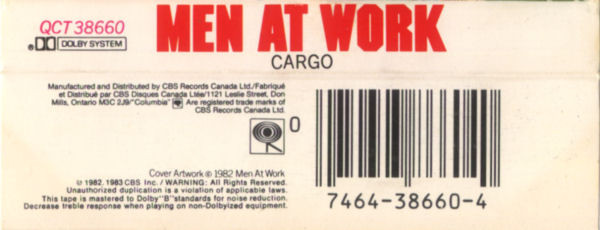 QCT 38660
DOLBY SYSTEM
MEN AT WORK
CARGO
Manufactured and Distributed by CBS Records Canada Ltd./Fabriqué
et Distribué par CBS Disques Canada Ltée/1121 Leslie Street, Don
Mills, Ontario M3C 2J9/"Columbia" Are registered trade marks of
CBS Records Canada Ltd.
0
Cover Artwork © 1982 Men At Work
℗ 1982, 1983 CBS Inc. / WARNING: All Rights Reserved.
Unauthorized duplication is a violation of applicable laws.
This tape is mastered to Dolby "B" standards for noise reduction.
Decrease treble response when playing on non-Dolbyized equipment.
7464-38660-4